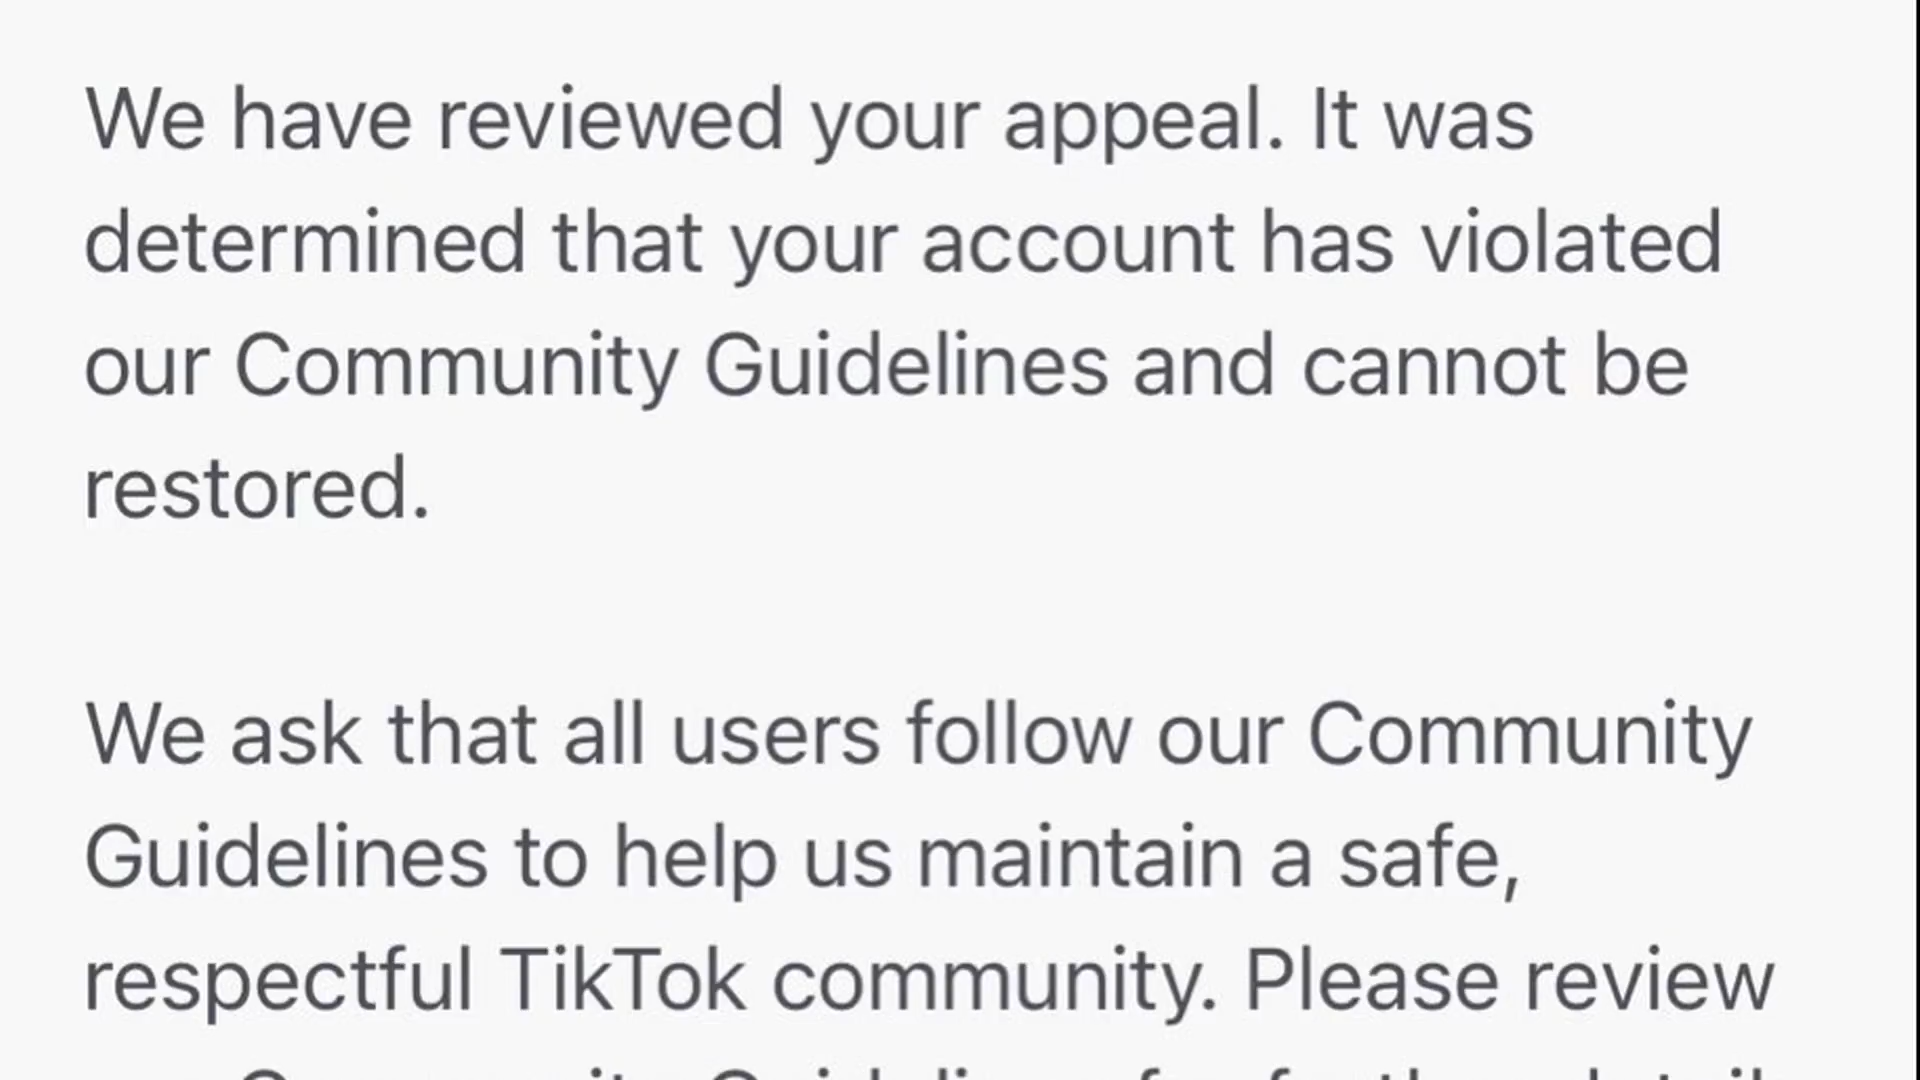 We have reviewed your appeal. It was
determined that your account has violated
our Community Guidelines and cannot be
restored.
We ask that all users follow our Community
Guidelines to help us maintain a safe,
respectful TikTok community. Please review